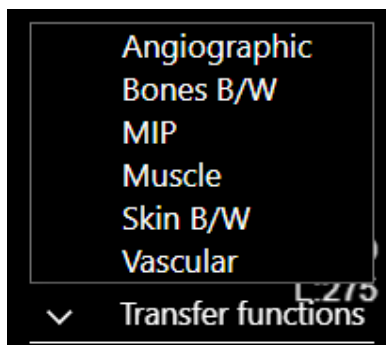 Angiographic
Bones B/W
MIP
Muscle
Skin B/W
Vascular
L:275
Transfer functions